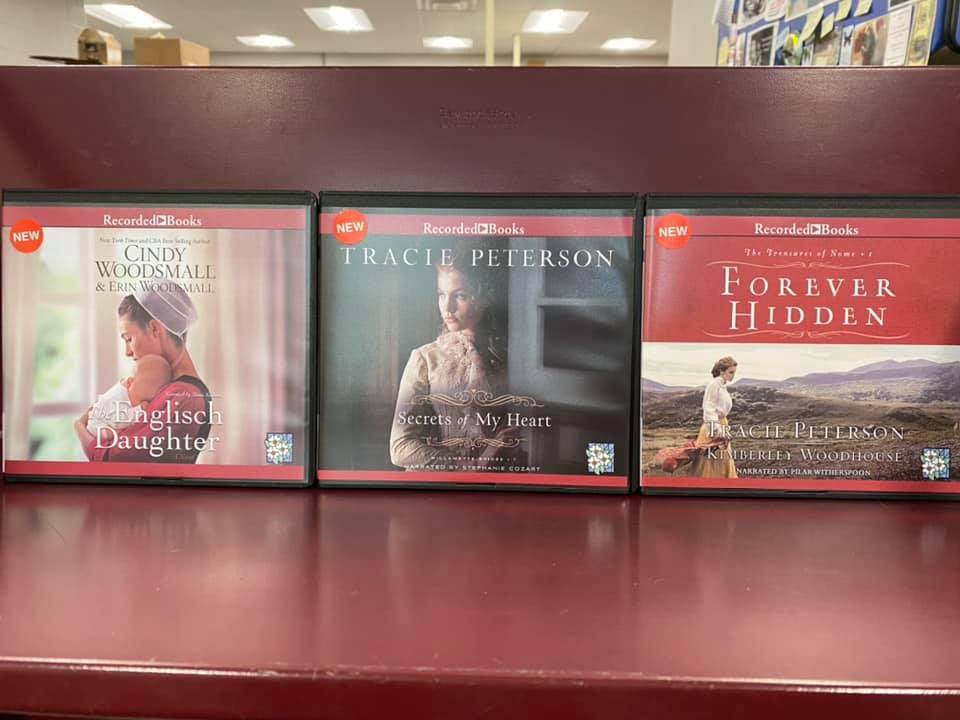 NEW
Recorded Books
New York Times and CBA Best-Selling Author
CINDY
WOODSMALL
& ERIN WOODSMALL
The Englisch
Daughter
NEW
Recorded Books
TRACIE PETERSON
Secrets of My Heart
WILLAMETTE BRIDES • 1
NARRATED BY STEPHANIE COZART
NEW
Recorded Books
The Treasures of Nome • 1
FOREVER
HIDDEN
TRACIE PETERSON
KIMBERLEY WOODHOUSE
NARRATED BY PILAR WITHERSPOON